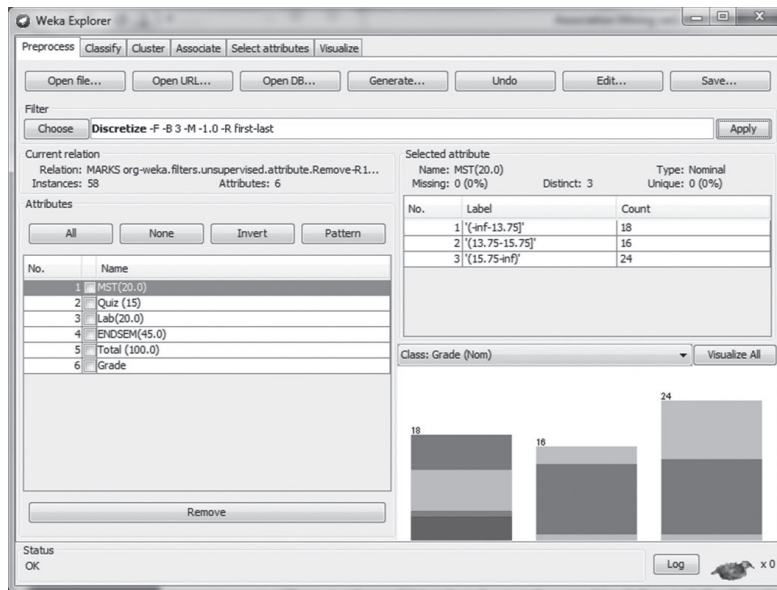 Weka Explorer
Preprocess Classify Cluster Associate Select attributes Visualize
Open file... Open URL... Open DB... Generate... Undo Edit... Save...
Filter
Choose Discretize -F -B 3 -M -1.0 -R first-last Apply
Current relation
Relation: MARKS org-weka.filters.unsupervised.attribute.Remove-R1...
Instances: 58 Attributes: 6
Attributes
All None Invert Pattern
No. Name
1 MST(20.0)
2 Quiz (15)
3 Lab(20.0)
4 ENDSEM(45.0)
5 Total (100.0)
6 Grade
Remove
Selected attribute
Name: MST(20.0) Type: Nominal
Missing: 0 (0%) Distinct: 3 Unique: 0 (0%)
No. Label Count
1 '(-inf-13.75]' 18
2 '(13.75-15.75]' 16
3 '(15.75-inf)' 24
Class: Grade (Nom) Visualize All
18
16
24
Status
OK
Log x 0